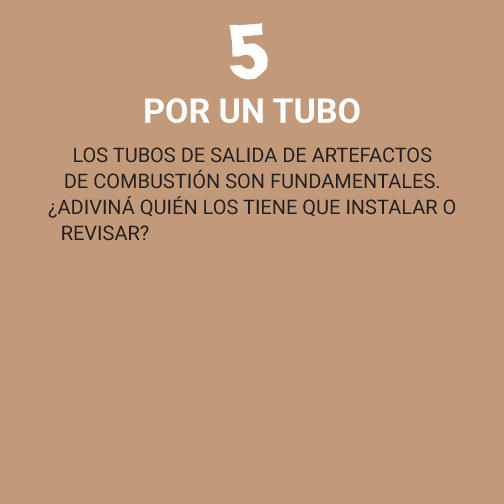 5
POR UN TUBO
LOS TUBOS DE SALIDA DE ARTEFACTOS
DE COMBUSTIÓN SON FUNDAMENTALES.
¿ADIVINÁ QUIÉN LOS TIENE QUE INSTALAR O
REVISAR?